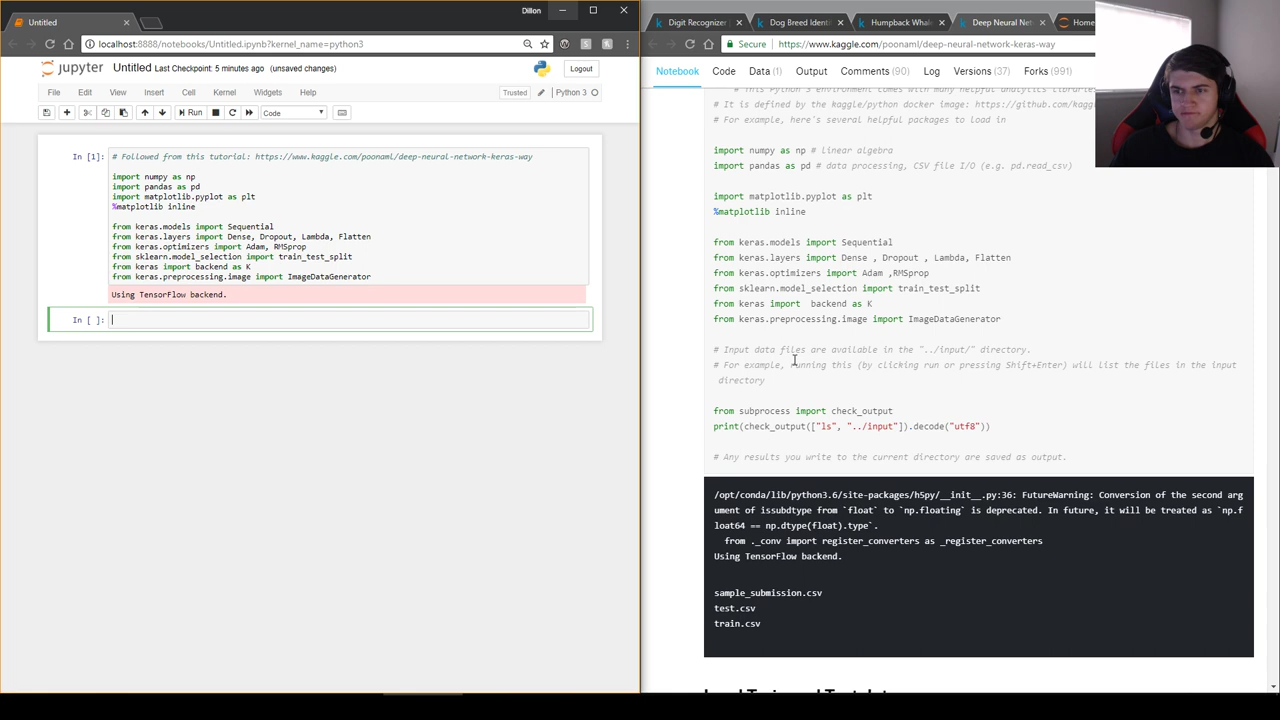 Untitled
Dillon
localhost:8888/notebooks/Untitled.ipynb?kernel_name=python3
jupyter Untitled Last Checkpoint: 5 minutes ago (unsaved changes)
Logout
File Edit View Insert Cell Kernel Widgets Help
Trusted
Python 3
Run
Code
In [1]:
# Followed from this tutorial: https://www.kaggle.com/poonaml/deep-neural-network-keras-way
import numpy as np
import pandas as pd
import matplotlib.pyplot as plt
%matplotlib inline
from keras.models import Sequential
from keras.layers import Dense, Dropout, Lambda, Flatten
from keras.optimizers import Adam, RMSprop
from sklearn.model_selection import train_test_split
from keras import backend as K
from keras.preprocessing.image import ImageDataGenerator
Using TensorFlow backend.
In [ ]:
Digit Recognizer
Dog Breed Identi
Humpback Whale
Deep Neural Net
Home
Secure
https://www.kaggle.com/poonaml/deep-neural-network-keras-way
Notebook Code Data (1) Output Comments (90) Log Versions (37) Forks (991)
# This Python 3 environment comes with many helpful analytics libraries
# It is defined by the kaggle/python docker image: https://github.com/kagg
# For example, here's several helpful packages to load in
import numpy as np # linear algebra
import pandas as pd # data processing, CSV file I/O (e.g. pd.read_csv)
import matplotlib.pyplot as plt
%matplotlib inline
from keras.models import Sequential
from keras.layers import Dense , Dropout , Lambda, Flatten
from keras.optimizers import Adam ,RMSprop
from sklearn.model_selection import train_test_split
from keras import  backend as K
from keras.preprocessing.image import ImageDataGenerator
# Input data files are available in the "../input/" directory.
# For example, running this (by clicking run or pressing Shift+Enter) will list the files in the input
directory
from subprocess import check_output
print(check_output(["ls", "../input"]).decode("utf8"))
# Any results you write to the current directory are saved as output.
/opt/conda/lib/python3.6/site-packages/h5py/__init__.py:36: FutureWarning: Conversion of the second arg
ument of issubdtype from `float` to `np.floating` is deprecated. In future, it will be treated as `np.f
loat64 == np.dtype(float).type`.
from ._conv import register_converters as _register_converters
Using TensorFlow backend.
sample_submission.csv
test.csv
train.csv